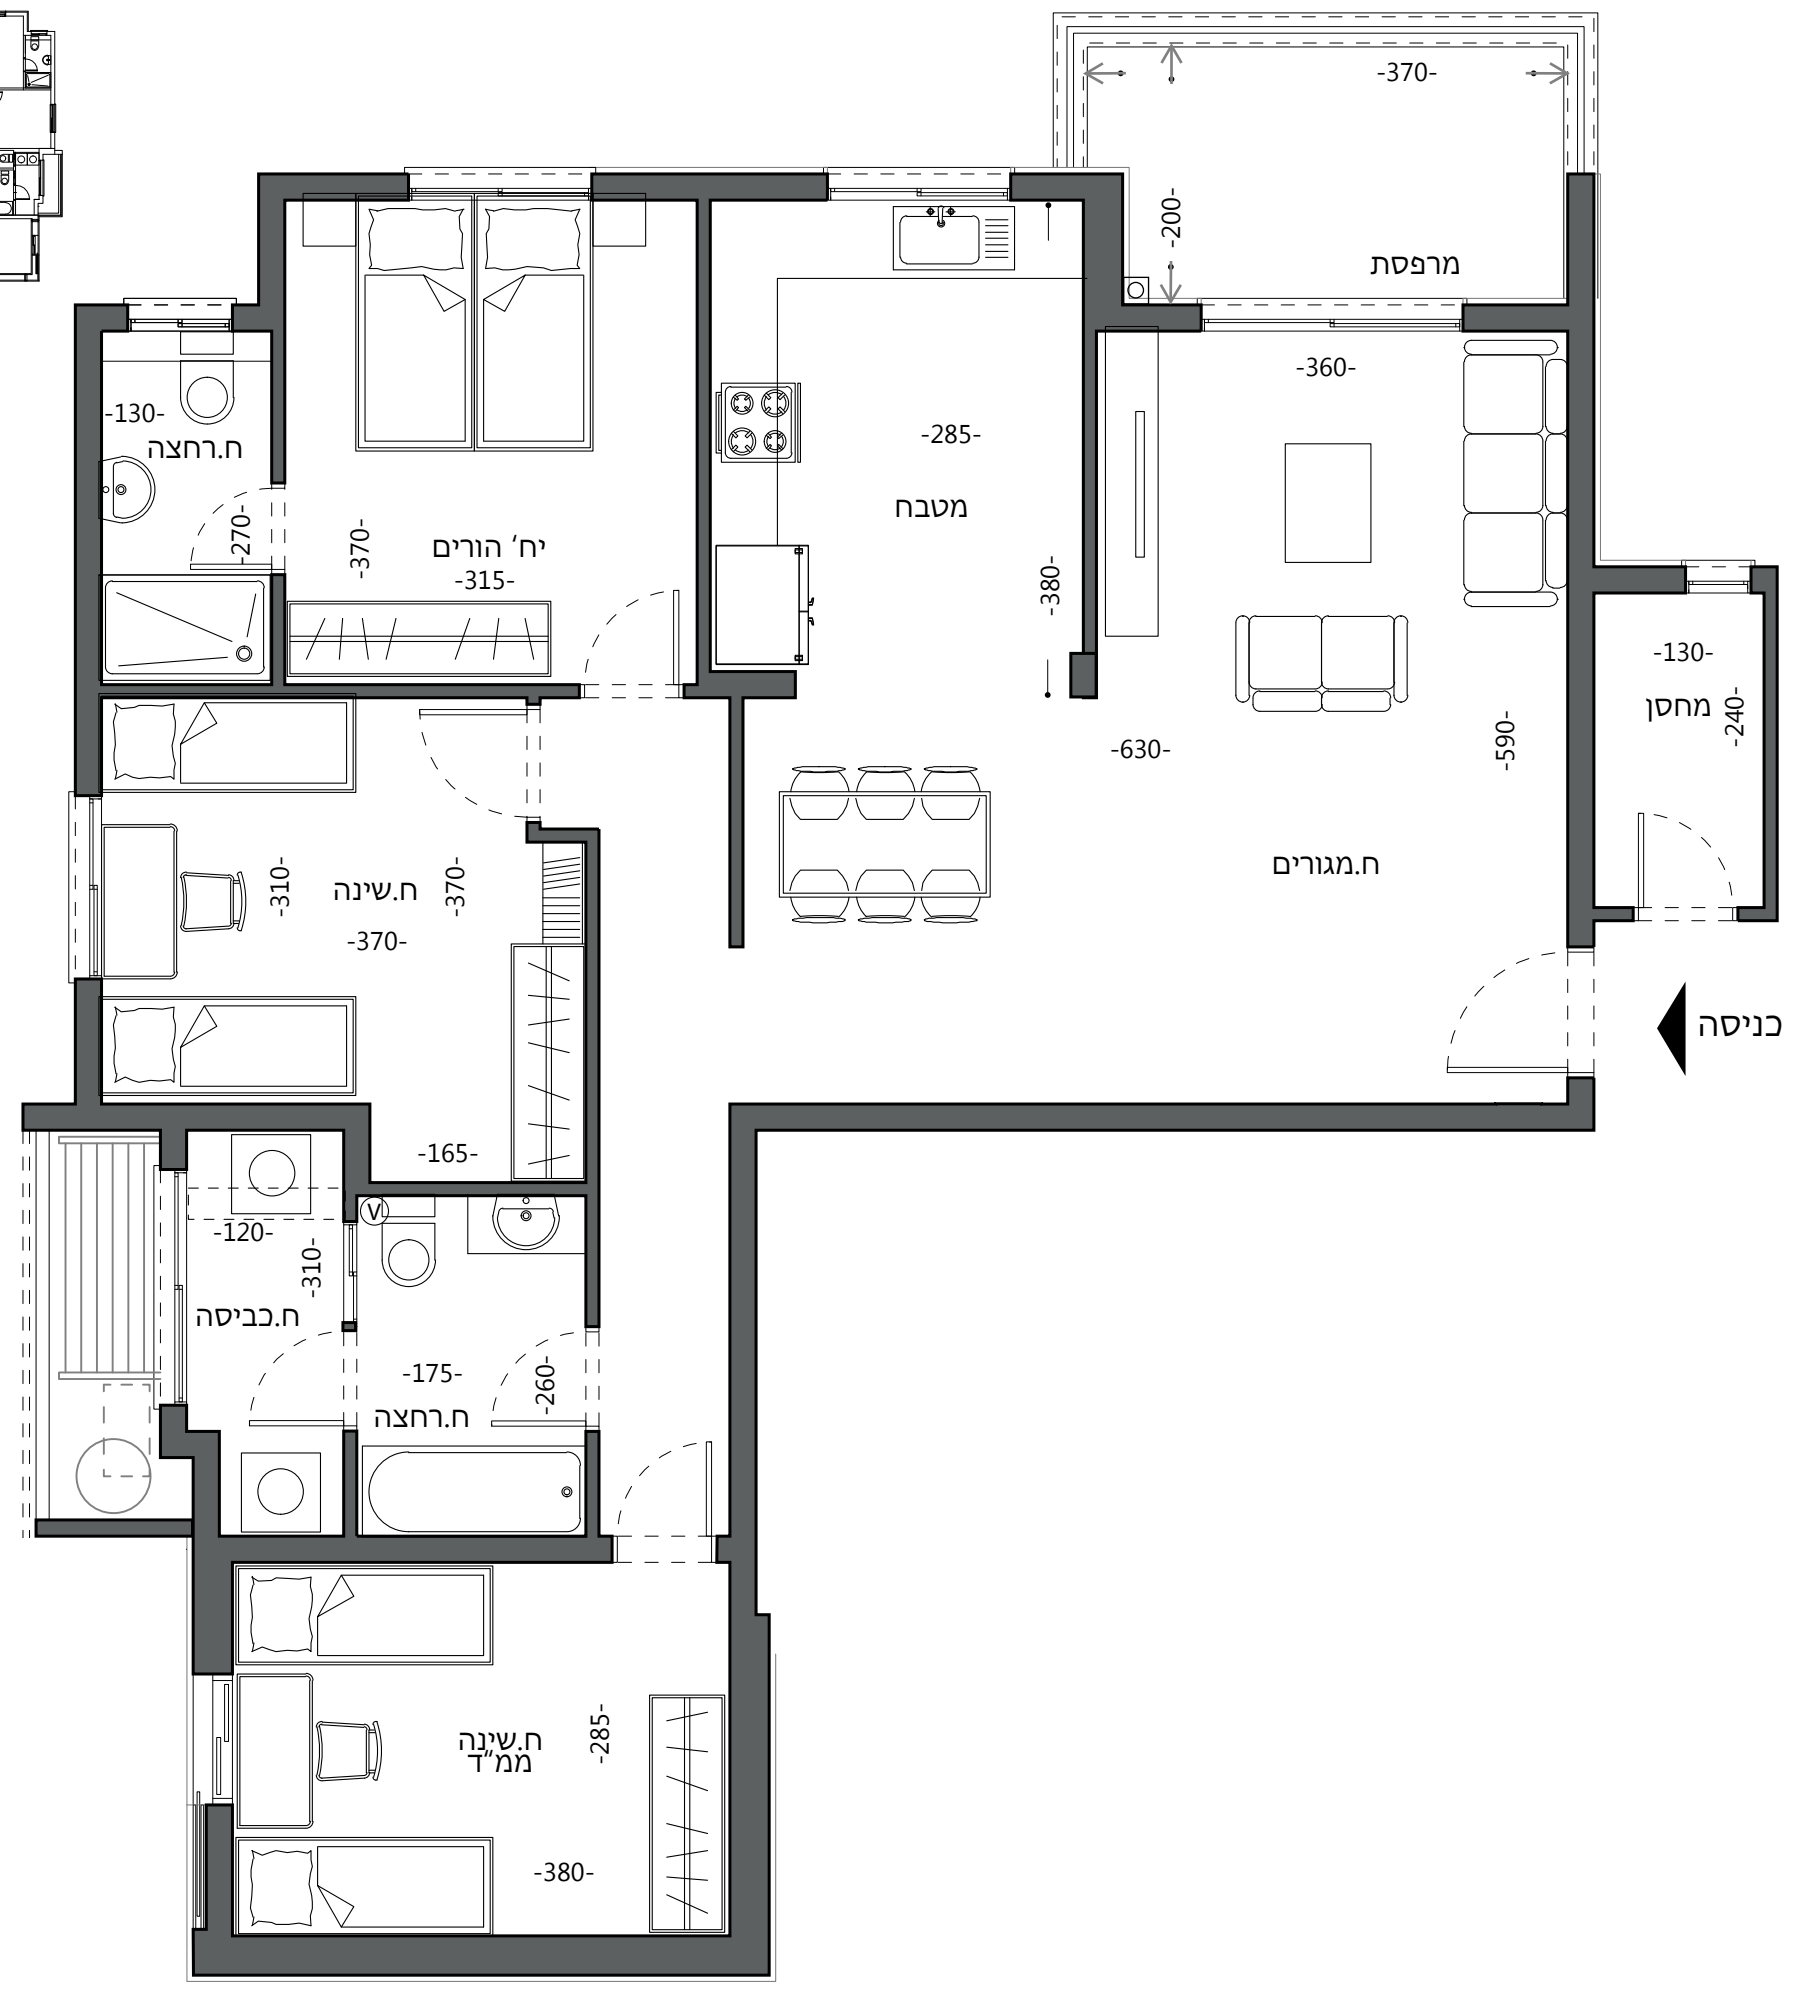 -370-
-200-
מרפסת
-360-
-130-
ח.רחצה
-270-
-370-
יח' הורים
-315-
-285-
מטבח
-380-
-630-
-590-
ח.מגורים
-130-
מחסן
-240-
כניסה
-310-
ח.שינה
-370-
-370-
-165-
-120-
-310-
ח.כביסה
V
-175-
ח.רחצה
-260-
ח.שינה
ממ"ד
-285-
-380-